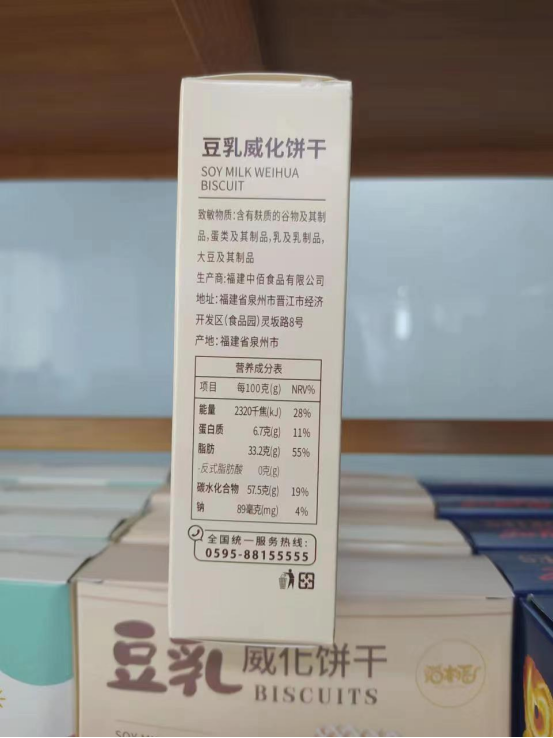 豆乳威化饼干
SOY MILK WEIHUA
BISCUIT
致敏物质:含有麸质的谷物及其制
品,蛋类及其制品,乳及乳制品,
大豆及其制品
生产商:福建中佰食品有限公司
地址:福建省泉州市晋江市经济
开发区(食品园)灵坂路8号
产地:福建省泉州市
营养成分表
项目 每100克(g) NRV%
能量 2320千焦(kJ) 28%
蛋白质 6.7克(g) 11%
脂肪 33.2克(g) 55%
-反式脂肪酸 0克(g)
碳水化合物 57.5克(g) 19%
钠 89毫克(mg) 4%
全国统一服务热线:
0595-88155555
豆乳威化饼干
BISCUITS